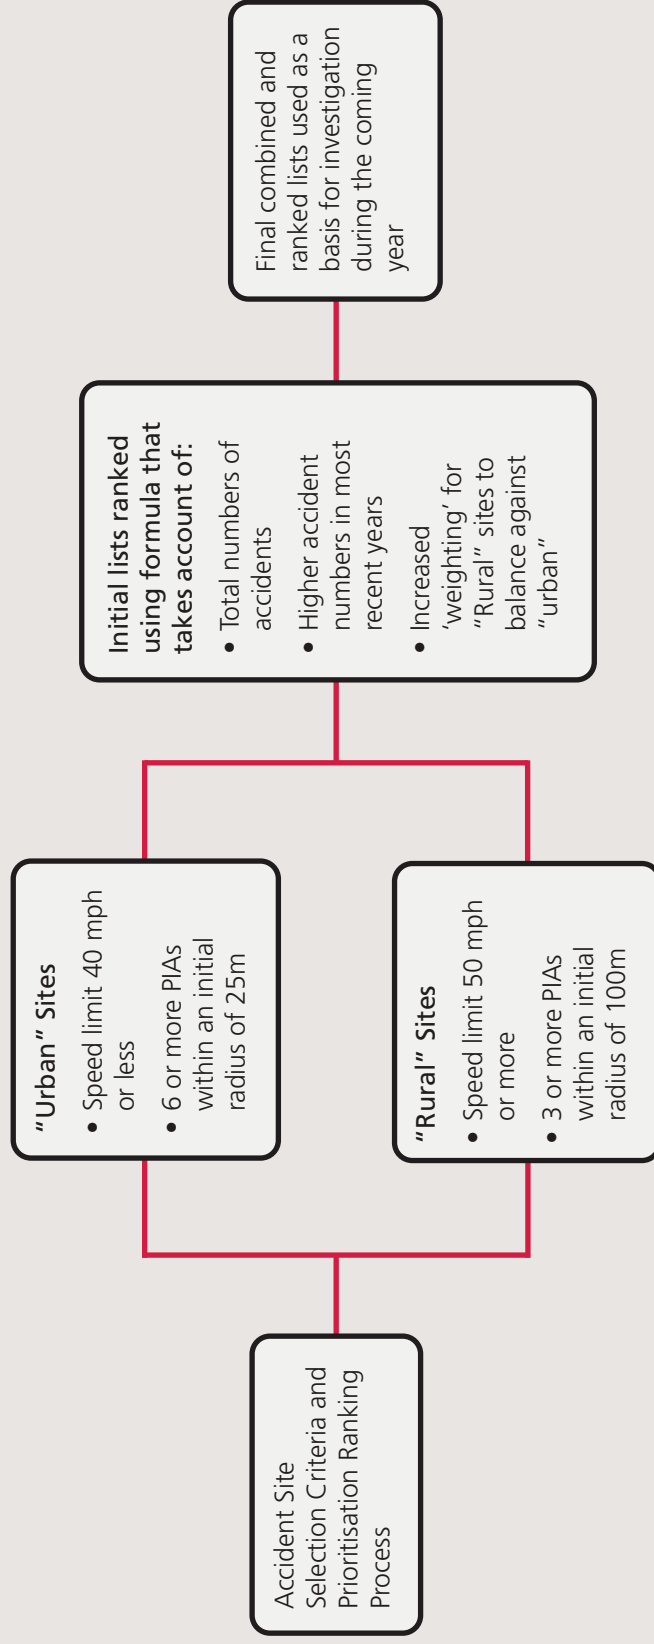 Accident Site
Selection Criteria and
Prioritisation Ranking
Process
"Urban" Sites
• Speed limit 40 mph
or less
• 6 or more PIAs
within an initial
radius of 25m
"Rural" Sites
• Speed limit 50 mph
or more
• 3 or more PIAs
within an initial
radius of 100m
Initial lists ranked
using formula that
takes account of:
• Total numbers of
accidents
• Higher accident
numbers in most
recent years
• Increased
‘weighting’ for
"Rural" sites to
balance against
"urban"
Final combined and
ranked lists used as a
basis for investigation
during the coming
year